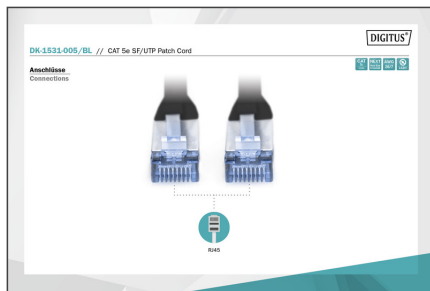 DIGITUS®
DK-1531-005/BL // CAT 5e SF/UTP Patch Cord
Anschlüsse
Connections
RJ45